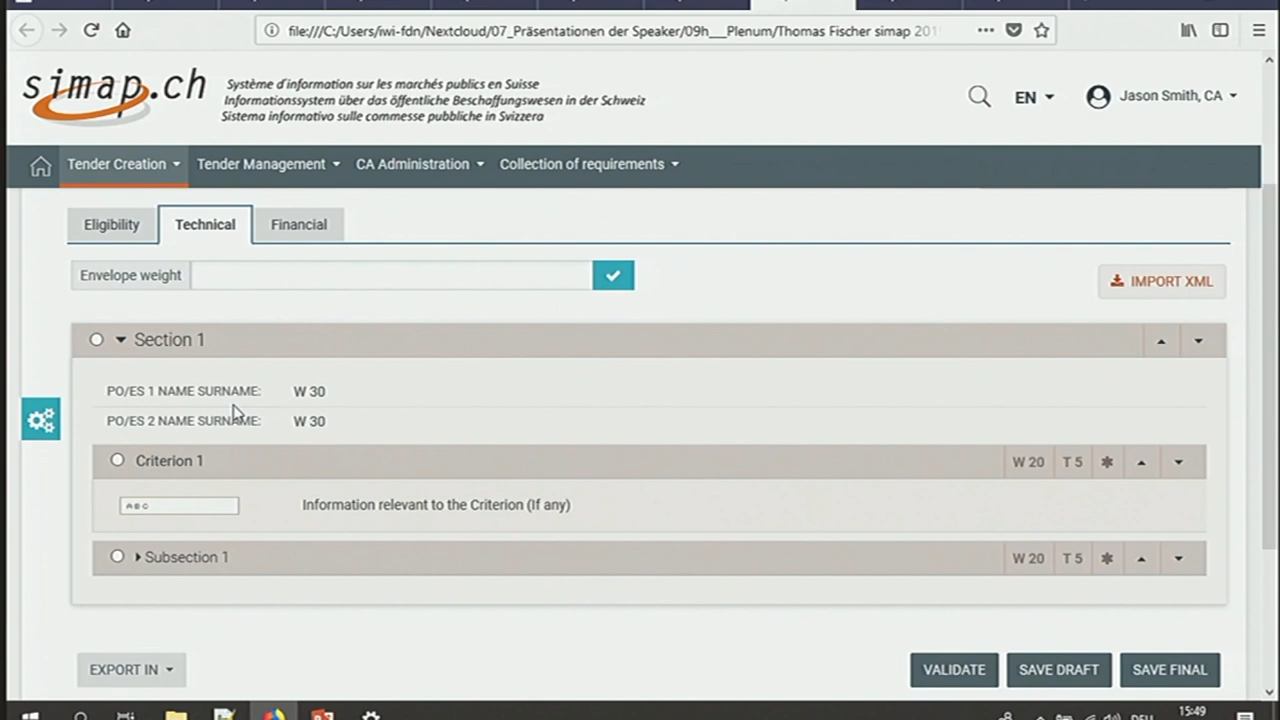 file:///C:/Users/iwi-fdn/Nextcloud/07_Präsentationen der Speaker/09h___Plenum/Thomas Fischer simap
simap.ch
Système d'information sur les marchés publics en Suisse
Informationssystem über das öffentliche Beschaffungswesen in der Schweiz
Sistema informativo sulle commesse pubbliche in Svizzera
EN
Jason Smith, CA
Tender Creation Tender Management CA Administration Collection of requirements
Eligibility Technical Financial
Envelope weight
IMPORT XML
Section 1
PO/ES 1 NAME SURNAME: W 30
PO/ES 2 NAME SURNAME: W 30
Criterion 1 W 20 T 5 ✱
ABC Information relevant to the Criterion (If any)
Subsection 1 W 20 T 5 ✱
EXPORT IN VALIDATE SAVE DRAFT SAVE FINAL
15:49